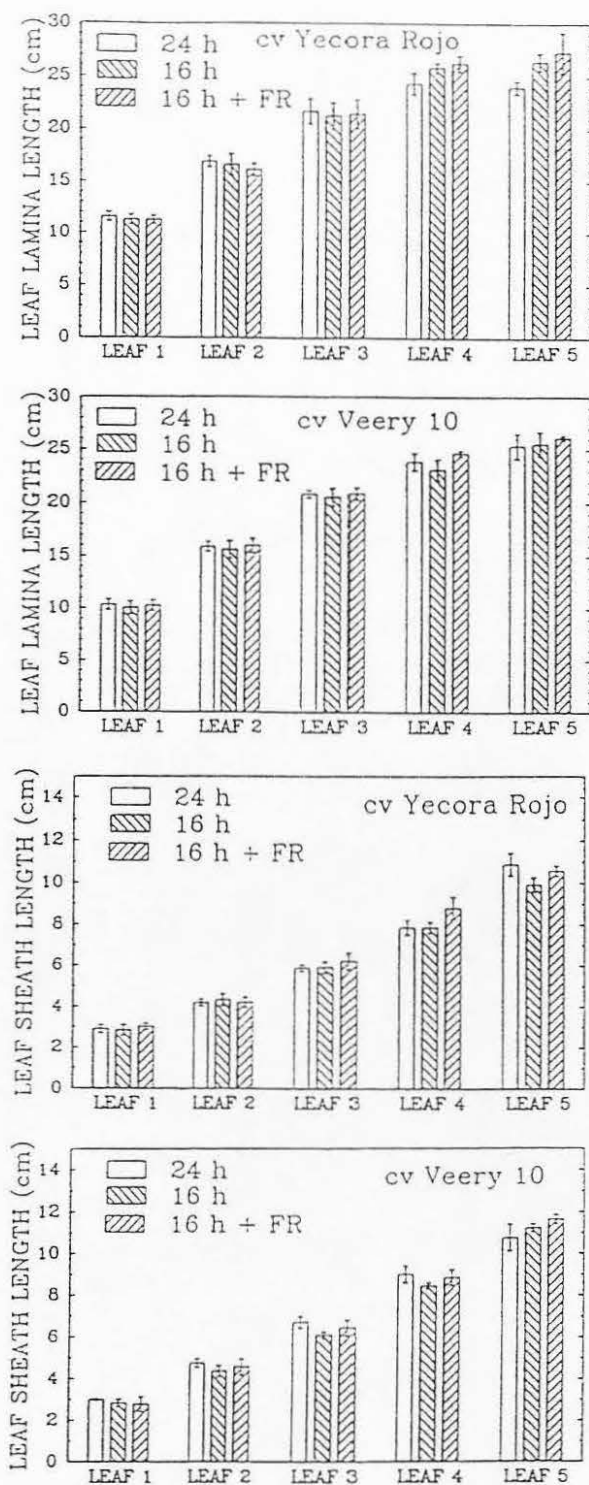 LEAF LAMINA LENGTH (cm)
30
25
20
15
10
5
0
24 h
16 h
16 h + FR
cv Yecora Rojo
LEAF 1 LEAF 2 LEAF 3 LEAF 4 LEAF 5
LEAF LAMINA LENGTH (cm)
30
25
20
15
10
5
0
24 h
16 h
16 h + FR
cv Veery 10
LEAF 1 LEAF 2 LEAF 3 LEAF 4 LEAF 5
LEAF SHEATH LENGTH (cm)
14
12
10
8
6
4
2
0
24 h
16 h
16 h + FR
cv Yecora Rojo
LEAF 1 LEAF 2 LEAF 3 LEAF 4 LEAF 5
LEAF SHEATH LENGTH (cm)
14
12
10
8
6
4
2
0
24 h
16 h
16 h + FR
cv Veery 10
LEAF 1 LEAF 2 LEAF 3 LEAF 4 LEAF 5